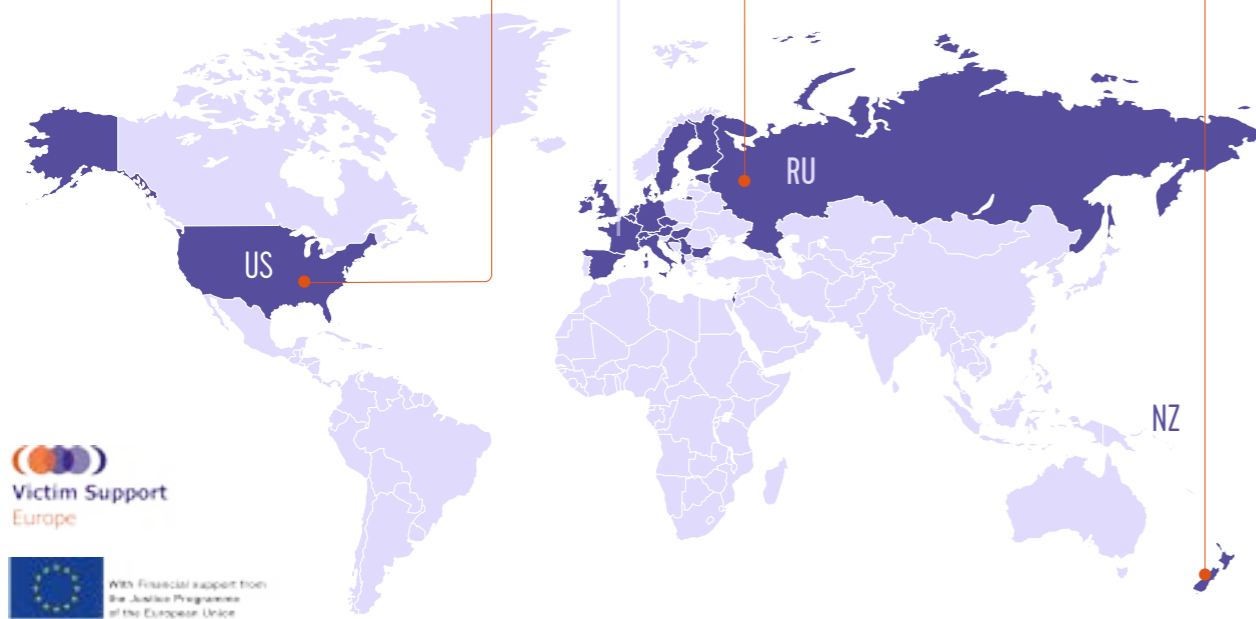 RU
US
NZ
Victim Support
Europe
With Financial support from
the Justice Programme
of the European Union